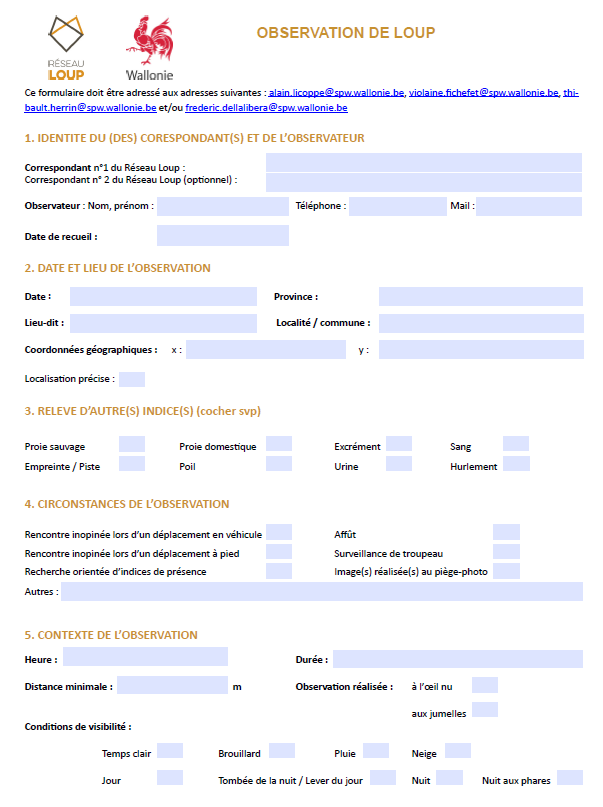 RÉSEAU
LOUP
Wallonie
OBSERVATION DE LOUP
Ce formulaire doit être adressé aux adresses suivantes : alain.licoppe@spw.wallonie.be, violaine.fichefet@spw.wallonie.be, thi-
bault.herrin@spw.wallonie.be et/ou frederic.dellalibera@spw.wallonie.be
1. IDENTITE DU (DES) CORESPONDANT(S) ET DE L’OBSERVATEUR
Correspondant n°1 du Réseau Loup :
Correspondant n° 2 du Réseau Loup (optionnel) :
Observateur : Nom, prénom : Téléphone : Mail :
Date de recueil :
2. DATE ET LIEU DE L’OBSERVATION
Date : Province :
Lieu-dit : Localité / commune :
Coordonnées géographiques : x : y :
Localisation précise :
3. RELEVE D’AUTRE(S) INDICE(S) (cocher svp)
Proie sauvage Proie domestique Excrément Sang
Empreinte / Piste Poil Urine Hurlement
4. CIRCONSTANCES DE L’OBSERVATION
Rencontre inopinée lors d’un déplacement en véhicule Affût
Rencontre inopinée lors d’un déplacement à pied Surveillance de troupeau
Recherche orientée d’indices de présence Image(s) réalisée(s) au piège-photo
Autres :
5. CONTEXTE DE L’OBSERVATION
Heure : Durée :
Distance minimale : m Observation réalisée : à l’œil nu
aux jumelles
Conditions de visibilité :
Temps clair Brouillard Pluie Neige
Jour Tombée de la nuit / Lever du jour Nuit Nuit aux phares